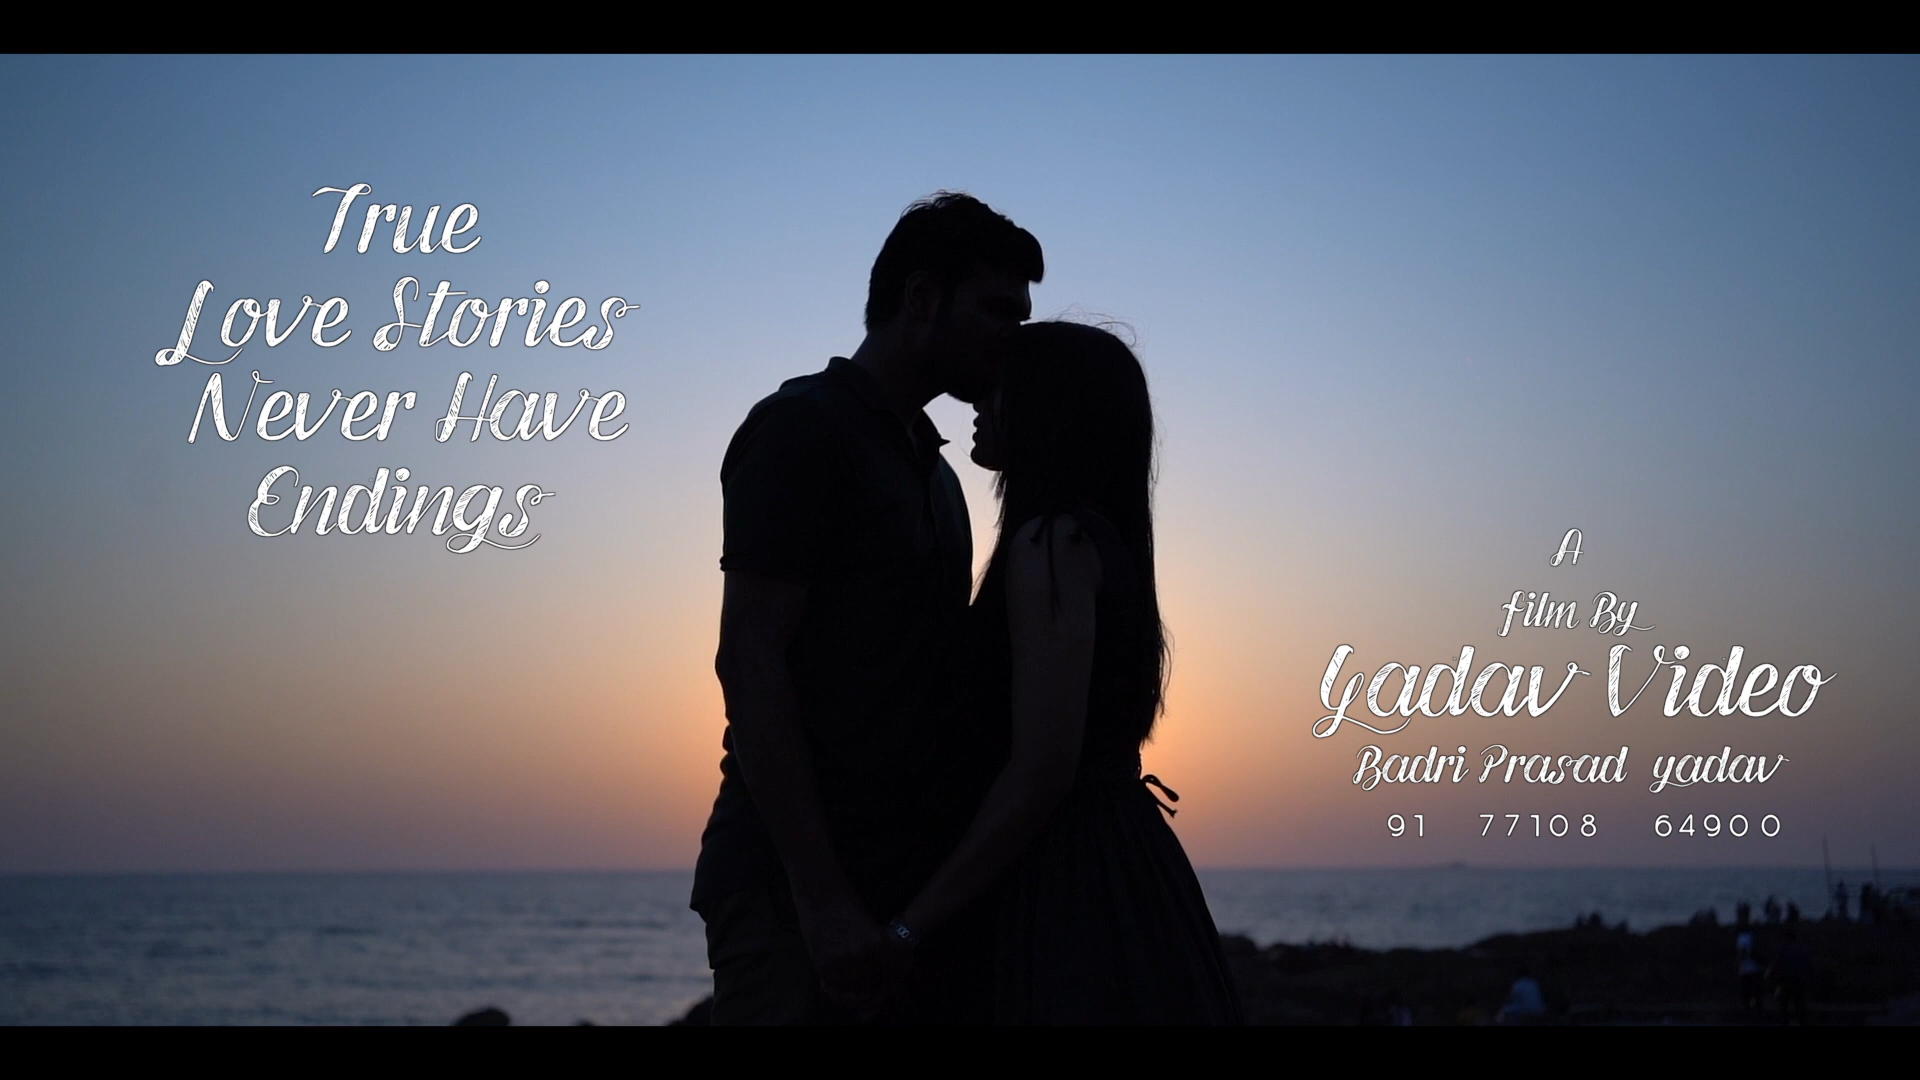 True
Love Stories
Never Have
Endings
A
film By
Yadav Video
Badri Prasad yadav
91 77108 64900